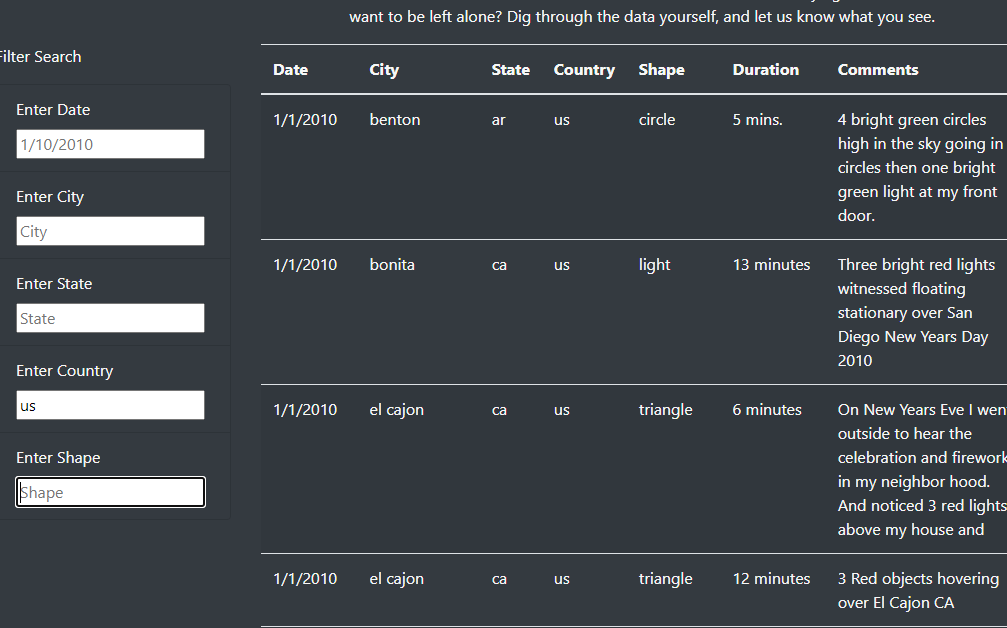 want to be left alone? Dig through the data yourself, and let us know what you see.
Filter Search
Enter Date
1/10/2010
Enter City
City
Enter State
State
Enter Country
us
Enter Shape
Shape
Date City State Country Shape Duration Comments
1/1/2010 benton ar us circle 5 mins. 4 bright green circles
high in the sky going in
circles then one bright
green light at my front
door.
1/1/2010 bonita ca us light 13 minutes Three bright red lights
witnessed floating
stationary over San
Diego New Years Day
2010
1/1/2010 el cajon ca us triangle 6 minutes On New Years Eve I wen
outside to hear the
celebration and firework
in my neighbor hood.
And noticed 3 red lights
above my house and
1/1/2010 el cajon ca us triangle 12 minutes 3 Red objects hovering
over El Cajon CA